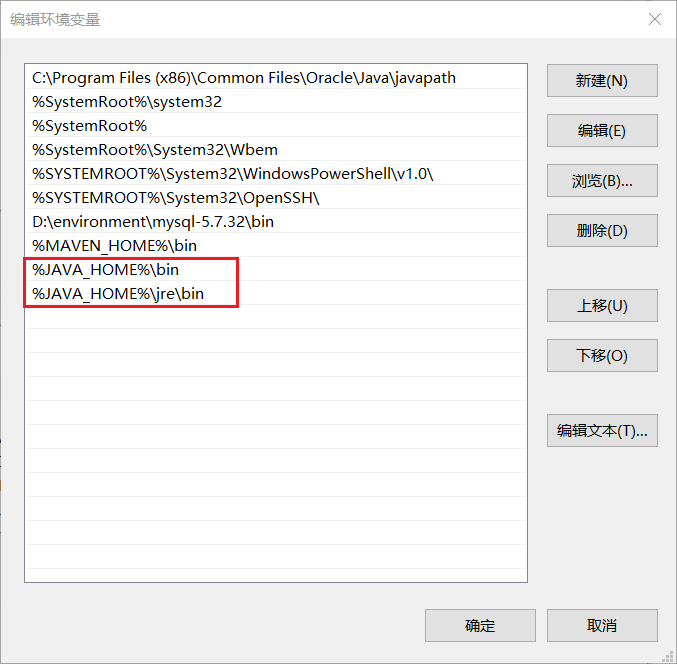 编辑环境变量
C:\Program Files (x86)\Common Files\Oracle\Java\javapath
%SystemRoot%\system32
%SystemRoot%
%SystemRoot%\System32\Wbem
%SYSTEMROOT%\System32\WindowsPowerShell\v1.0\
%SYSTEMROOT%\System32\OpenSSH\
D:\environment\mysql-5.7.32\bin
%MAVEN_HOME%\bin
%JAVA_HOME%\bin
%JAVA_HOME%\jre\bin
新建(N)
编辑(E)
浏览(B)...
删除(D)
上移(U)
下移(O)
编辑文本(T)...
确定
取消